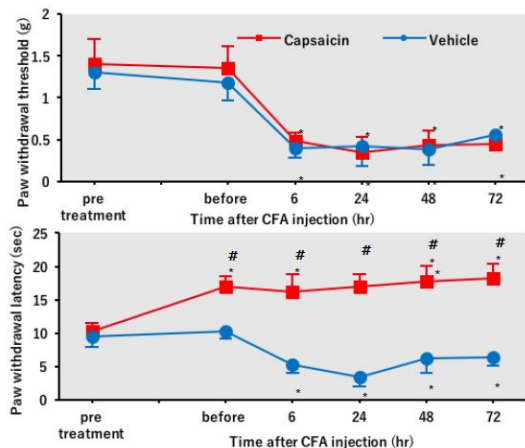 Paw withdrawal threshold (g)
2
1.5
1
0.5
0
Capsaicin
Vehicle
* * * *
* * * *
pre treatment
before
6
24
48
72
Time after CFA injection (hr)
Paw withdrawal latency (sec)
25
20
15
10
5
0
# # # # #
* * * * *
* * * *
pre treatment
before
6
24
48
72
Time after CFA injection (hr)